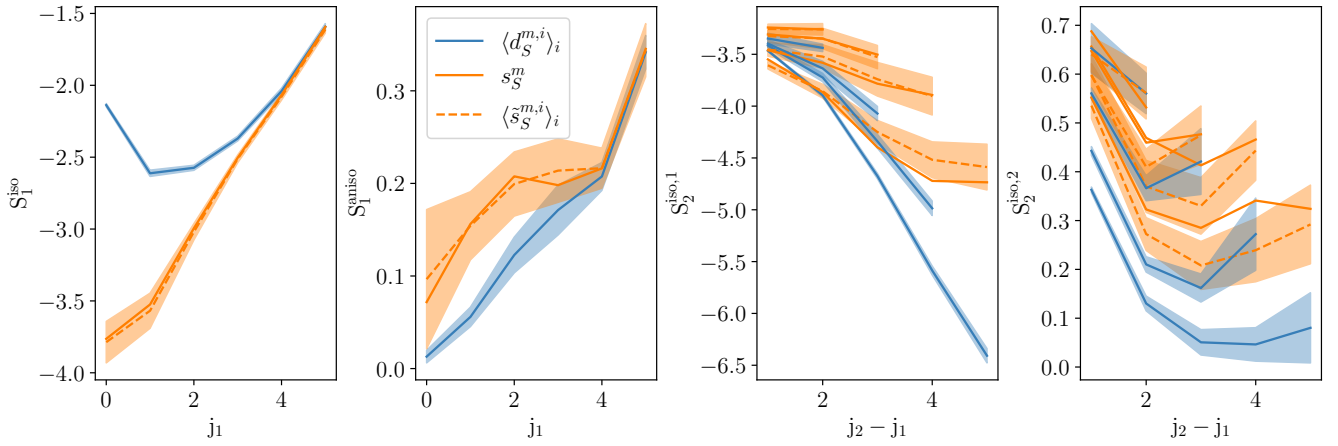 −1.5
−2.0
−2.5
−3.0
−3.5
−4.0
S₁^iso
0 2 4
j₁
0.3
0.2
0.1
0.0
S₁^aniso
0 2 4
j₁
⟨d_S^{m,i}⟩_i
s_S^m
⟨s̃_S^{m,i}⟩_i
−3.5
−4.0
−4.5
−5.0
−5.5
−6.0
−6.5
S₂^{iso,1}
2 4
j₂ − j₁
0.7
0.6
0.5
0.4
0.3
0.2
0.1
0.0
S₂^{iso,2}
2 4
j₂ − j₁